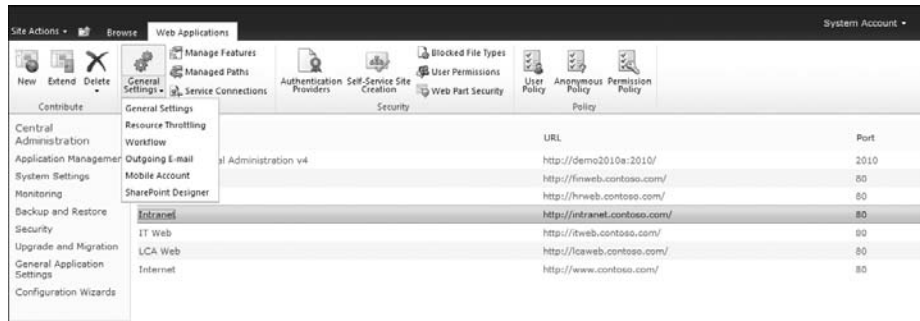 System Account
Site Actions
Browse
Web Applications
New
Extend
Delete
General Settings
Manage Features
Managed Paths
Service Connections
Authentication Providers
Self-Service Site Creation
Blocked File Types
User Permissions
Web Part Security
User Policy
Anonymous Policy
Permission Policy
Contribute
Security
Policy
General Settings
Resource Throttling
Workflow
Outgoing E-mail
Mobile Account
SharePoint Designer
Central
Administration
Application Managemen
System Settings
Monitoring
Backup and Restore
Security
Upgrade and Migration
General Application
Settings
Configuration Wizards
URL Port
al Administration v4 http://demo2010a:2010/ 2010
http://finweb.contoso.com/ 80
http://hrweb.contoso.com/ 80
Intranet http://intranet.contoso.com/ 80
IT Web http://itweb.contoso.com/ 80
LCA Web http://lcaweb.contoso.com/ 80
Internet http://www.contoso.com/ 80